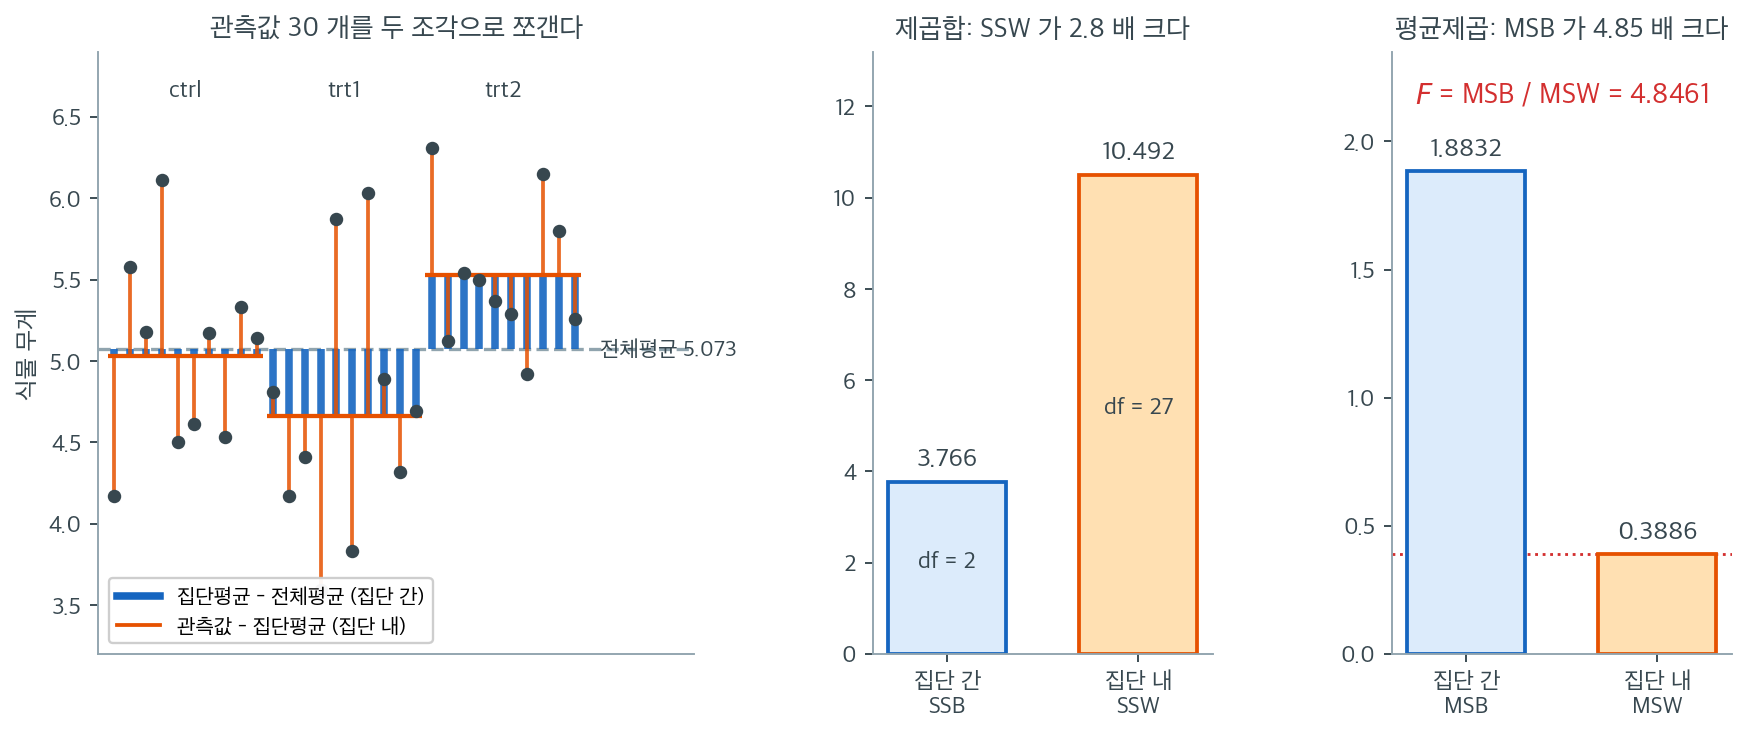 관측값 30 개를 두 조각으로 쪼갠다
ctrl
trt1
trt2
식물 무게
6.5
6.0
5.5
5.0
4.5
4.0
3.5
전체평균 5.073
집단평균 - 전체평균 (집단 간)
관측값 - 집단평균 (집단 내)
제곱합: SSW 가 2.8 배 크다
12
10
8
6
4
2
0
10.492
3.766
df = 27
df = 2
집단 간
SSB
집단 내
SSW
평균제곱: MSB 가 4.85 배 크다
F = MSB / MSW = 4.8461
2.0
1.5
1.0
0.5
0.0
1.8832
0.3886
집단 간
MSB
집단 내
MSW